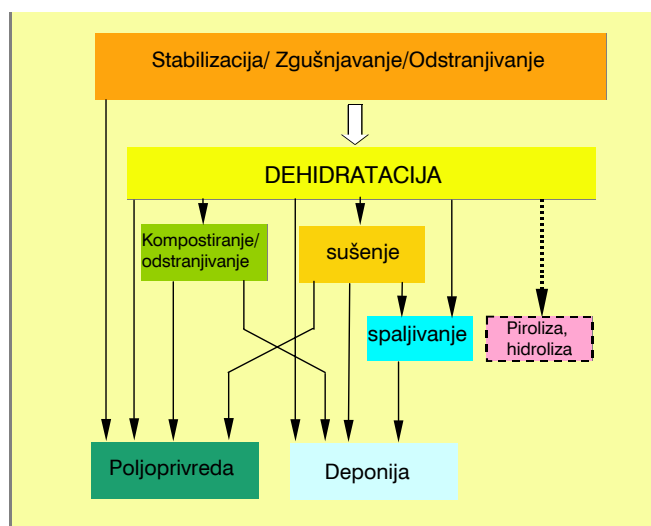 Stabilizacija/ Zgušnjavanje/Odstranjivanje
DEHIDRATACIJA
Kompostiranje/
odstranjivanje
sušenje
spaljivanje
Piroliza,
hidroliza
Poljoprivreda
Deponija